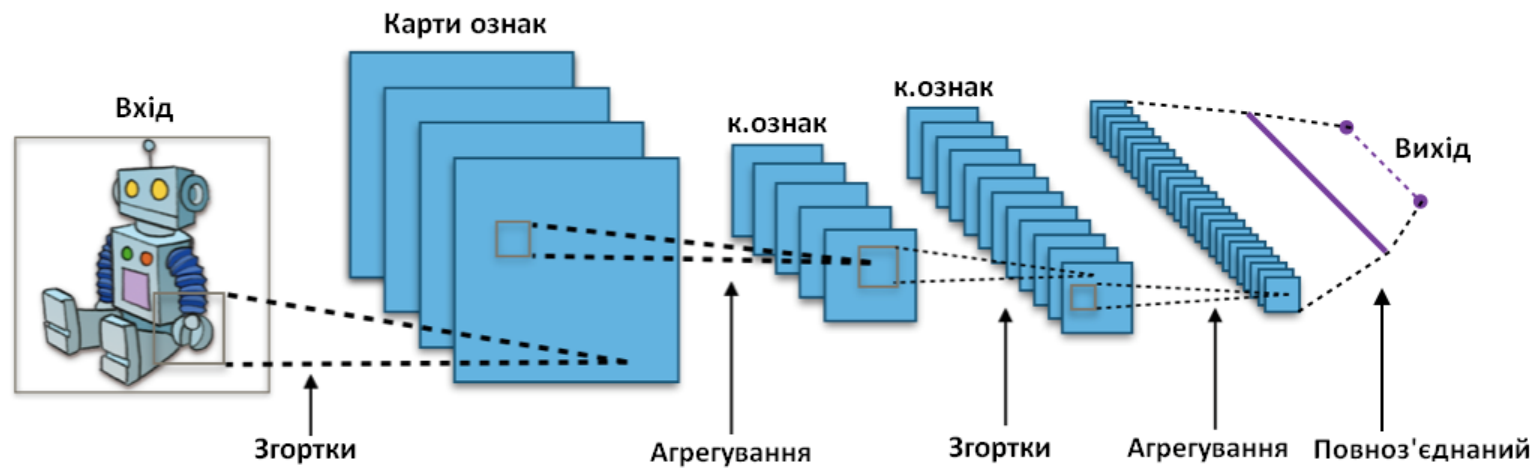 Карти ознак
Вхід
к.ознак
к.ознак
Вихід
Згортки
Агрегування
Згортки
Агрегування
Повноз'єднаний